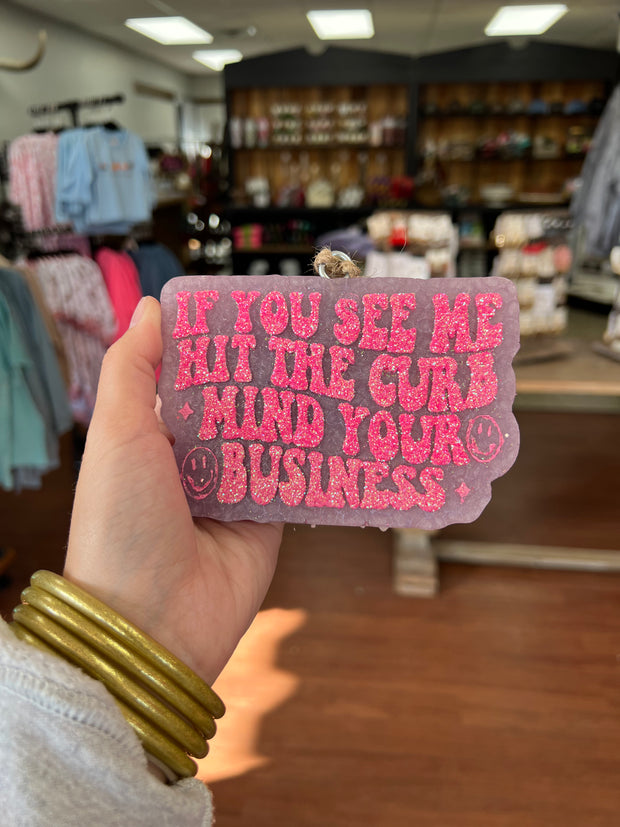 IF YOU SEE ME
HIT THE CURB
MIND YOUR
BUSINESS